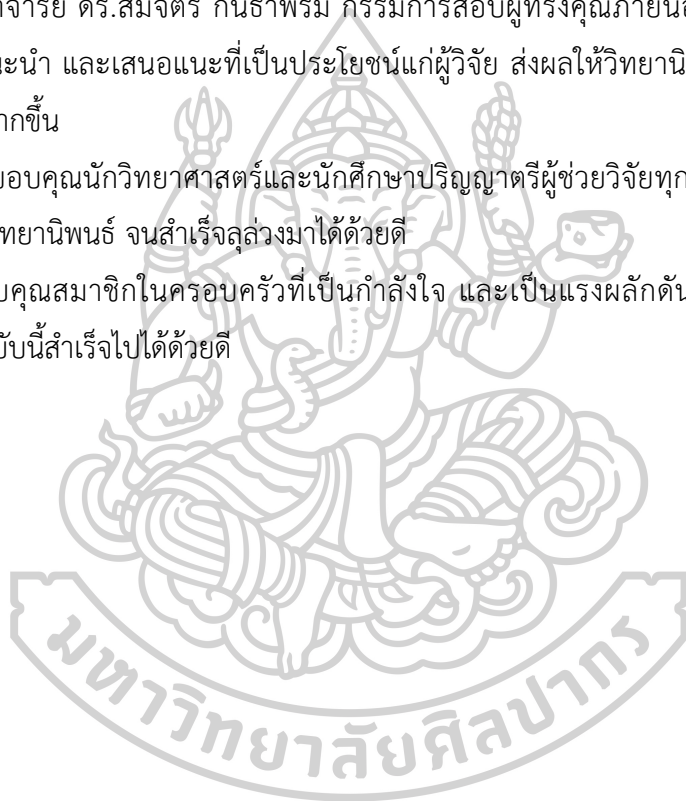 าจารย์ ดร.สมจิตร์ กันธาพรม กรรมการสอบผู้ทรงคุณภายน
นะนำ และเสนอแนะที่เป็นประโยชน์แก่ผู้วิจัย ส่งผลให้วิทยานิ
ากขึ้น
อบคุณนักวิทยาศาสตร์และนักศึกษาปริญญาตรีผู้ช่วยวิจัยทุก
ทยานิพนธ์ จนสำเร็จลุล่วงมาได้ด้วยดี
บคุณสมาชิกในครอบครัวที่เป็นกำลังใจ และเป็นแรงผลักดัน
บับนี้สำเร็จไปได้ด้วยดี
มหาวิทยาลัยศิลปากร